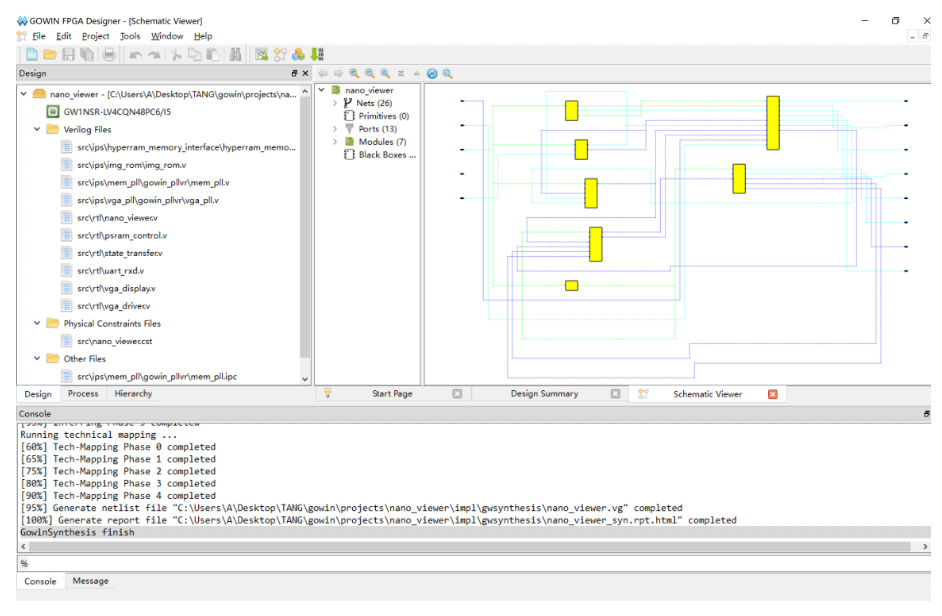 GOWIN FPGA Designer - [Schematic Viewer]
File Edit Project Tools Window Help
Design
nano_viewer - [C:\Users\A\Desktop\TANG\gowin\projects\na...
GW1NSR-LV4CQN48PC6/I5
Verilog Files
src\ips\hyperram_memory_interface\hyperram_memo...
src\ips\img_rom\img_rom.v
src\ips\mem_pll\gowin_pllvr\mem_pll.v
src\ips\vga_pll\gowin_pllvr\vga_pll.v
src\rtl\nano_viewer.v
src\rtl\psram_control.v
src\rtl\state_transfer.v
src\rtl\uart_rxd.v
src\rtl\vga_display.v
src\rtl\vga_driver.v
Physical Constraints Files
src\nano_viewer.cst
Other Files
src\ips\mem_pll\gowin_pllvr\mem_pll.ipc
nano_viewer
Nets (26)
Primitives (0)
Ports (13)
Modules (7)
Black Boxes ...
Design Process Hierarchy
Start Page Design Summary Schematic Viewer
Console
[55%] Inferring Phase 3 completed
Running technical mapping ...
[60%] Tech-Mapping Phase 0 completed
[65%] Tech-Mapping Phase 1 completed
[75%] Tech-Mapping Phase 2 completed
[80%] Tech-Mapping Phase 3 completed
[90%] Tech-Mapping Phase 4 completed
[95%] Generate netlist file "C:\Users\A\Desktop\TANG\gowin\projects\nano_viewer\impl\gwsynthesis\nano_viewer.vg" completed
[100%] Generate report file "C:\Users\A\Desktop\TANG\gowin\projects\nano_viewer\impl\gwsynthesis\nano_viewer_syn.rpt.html" completed
GowinSynthesis finish
%
Console Message